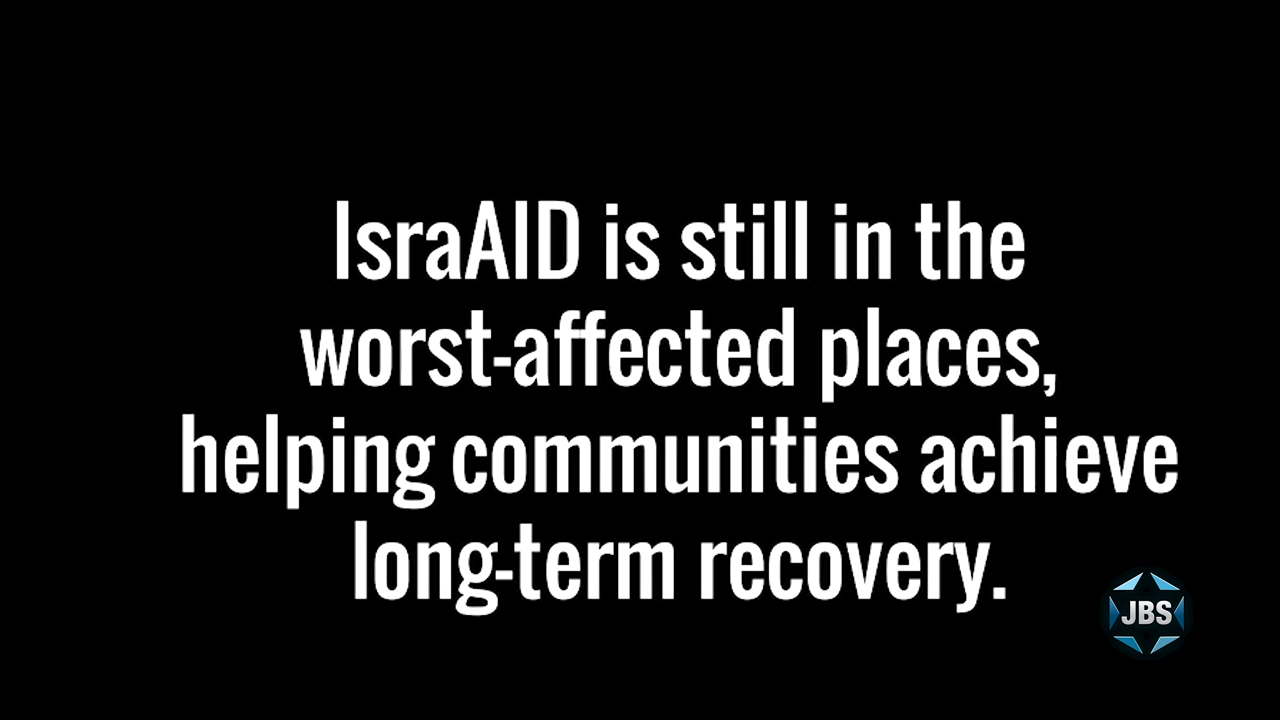 IsraAID is still in the
worst-affected places,
helping communities achieve
long-term recovery.
JBS